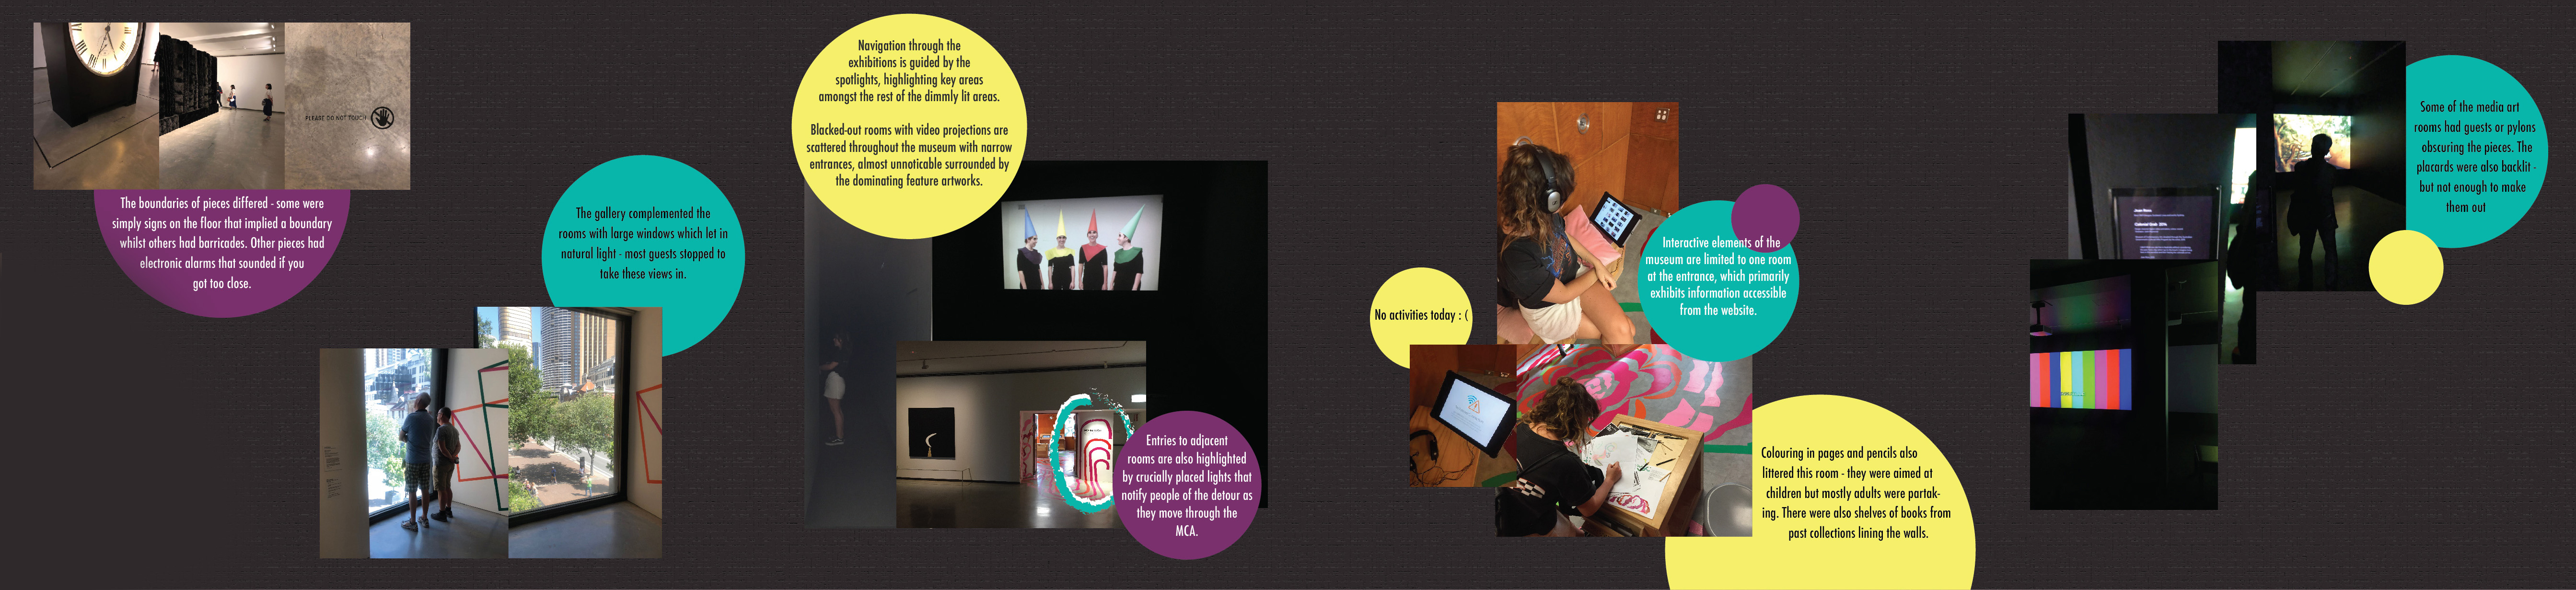 PLEASE DO NOT TOUCH
The boundaries of pieces differed - some were
simply signs on the floor that implied a boundary
whilst others had barricades. Other pieces had
electronic alarms that sounded if you
got too close.
The gallery complemented the
rooms with large windows which let in
natural light - most guests stopped to
take these views in.
Navigation through the
exhibitions is guided by the
spotlights, highlighting key areas
amongst the rest of the dimmly lit areas.
Blacked-out rooms with video projections are
scattered throughout the museum with narrow
entrances, almost unnoticable surrounded by
the dominating feature artworks.
Entries to adjacent
rooms are also highlighted
by crucially placed lights that
notify people of the detour as
they move through the
MCA.
No activities today : (
Interactive elements of the
museum are limited to one room
at the entrance, which primarily
exhibits information accessible
from the website.
Colouring in pages and pencils also
littered this room - they were aimed at
children but mostly adults were partak-
ing. There were also shelves of books from
past collections lining the walls.
Some of the media art
rooms had guests or pylons
obscuring the pieces. The
placards were also backlit -
but not enough to make
them out